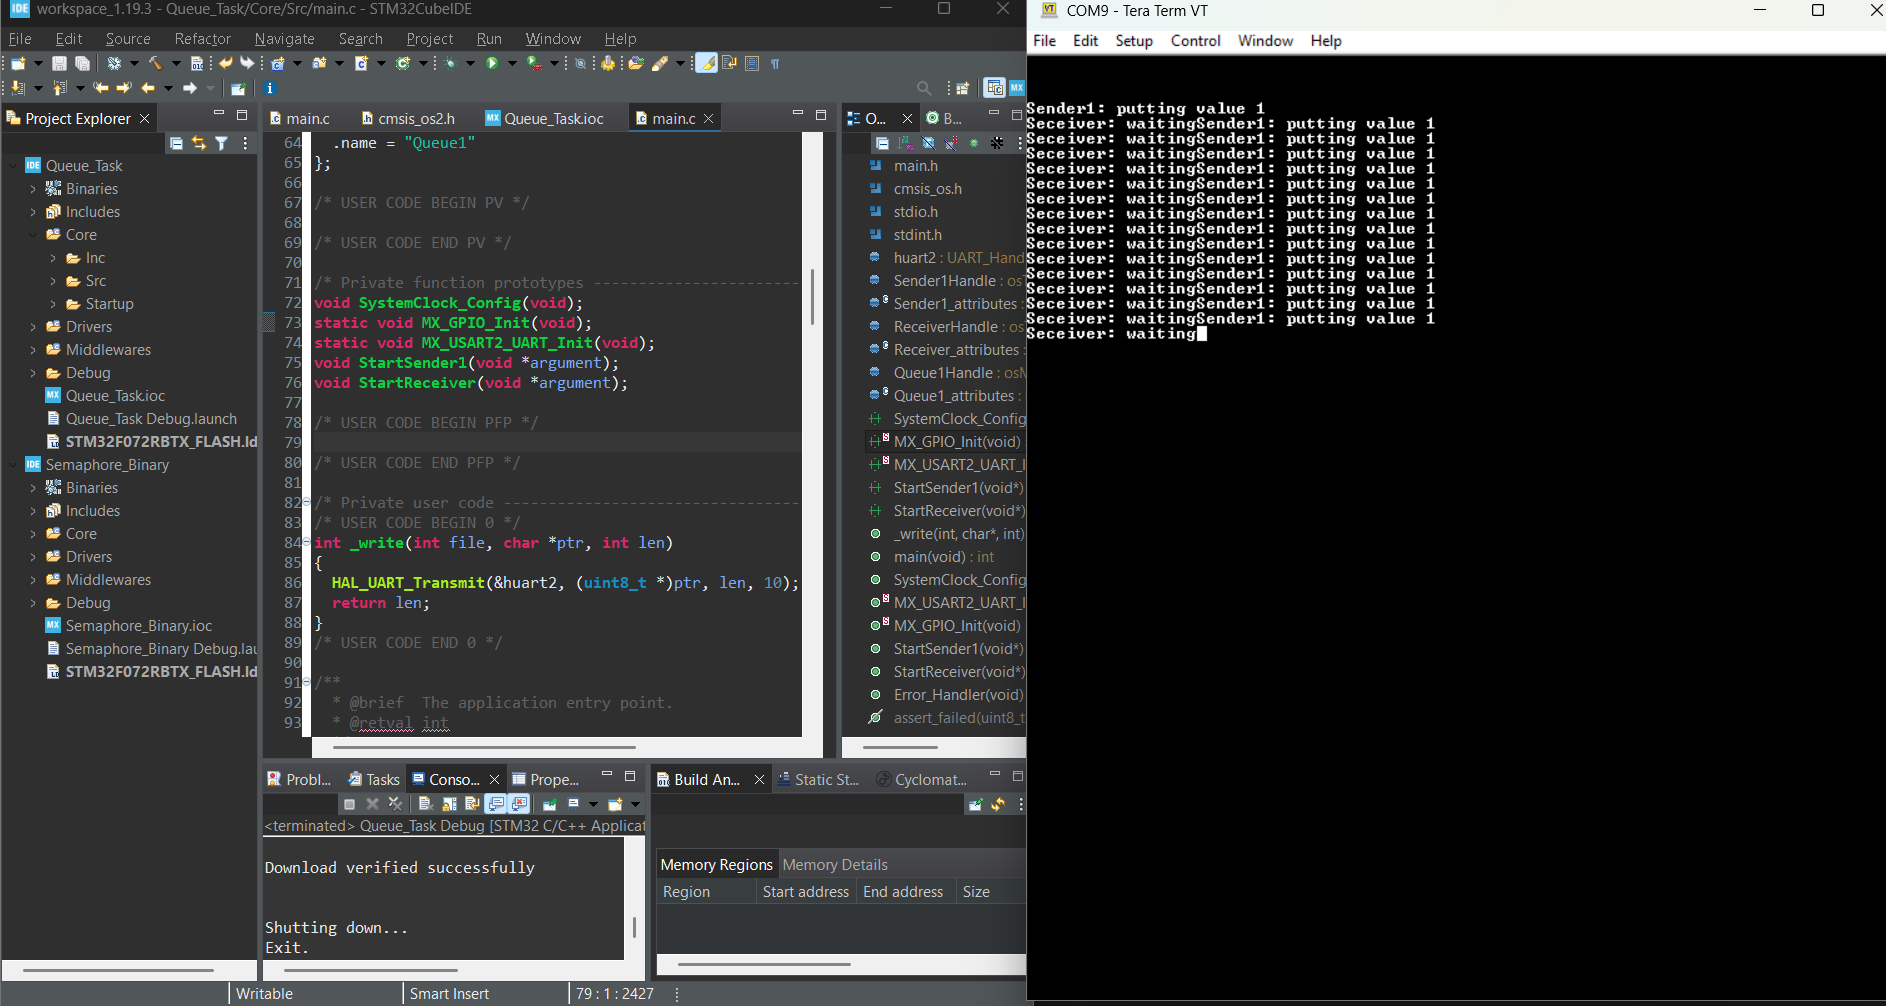 workspace_1.19.3 - Queue_Task/Core/Src/main.c - STM32CubeIDE
File Edit Source Refactor Navigate Search Project Run Window Help
Project Explorer
Queue_Task
Binaries
Includes
Core
Inc
Src
Startup
Drivers
Middlewares
Debug
Queue_Task.ioc
Queue_Task Debug.launch
STM32F072RBTX_FLASH.ld
Semaphore_Binary
Binaries
Includes
Core
Drivers
Middlewares
Debug
Semaphore_Binary.ioc
Semaphore_Binary Debug.lau
STM32F072RBTX_FLASH.ld
main.c cmsis_os2.h Queue_Task.ioc main.c
64 .name = "Queue1"
65 };
66
67 /* USER CODE BEGIN PV */
68
69 /* USER CODE END PV */
70
71 /* Private function prototypes -----------------------
72 void SystemClock_Config(void);
73 static void MX_GPIO_Init(void);
74 static void MX_USART2_UART_Init(void);
75 void StartSender1(void *argument);
76 void StartReceiver(void *argument);
77
78 /* USER CODE BEGIN PFP */
79
80 /* USER CODE END PFP */
81
82 /* Private user code ---------------------------------
83 /* USER CODE BEGIN 0 */
84 int _write(int file, char *ptr, int len)
85 {
86 HAL_UART_Transmit(&huart2, (uint8_t *)ptr, len, 10);
87 return len;
88 }
89 /* USER CODE END 0 */
90
91 /**
92 * @brief The application entry point.
93 * @retval int
O... B...
main.h
cmsis_os.h
stdio.h
stdint.h
huart2 : UART_Hand
Sender1Handle : os
Sender1_attributes :
ReceiverHandle : os
Receiver_attributes :
Queue1Handle : osM
Queue1_attributes :
SystemClock_Config
MX_GPIO_Init(void)
MX_USART2_UART_I
StartSender1(void*)
StartReceiver(void*)
_write(int, char*, int)
main(void) : int
SystemClock_Config
MX_USART2_UART_I
MX_GPIO_Init(void)
StartSender1(void*)
StartReceiver(void*)
Error_Handler(void)
assert_failed(uint8_t
Probl... Tasks Conso... Prope...
<terminated> Queue_Task Debug [STM32 C/C++ Applicat
Download verified successfully
Shutting down...
Exit.
Build An... Static St... Cyclomat...
Memory Regions Memory Details
Region Start address End address Size
Writable Smart Insert 79 : 1 : 2427
COM9 - Tera Term VT
File Edit Setup Control Window Help
Sender1: putting value 1
Seceiver: waitingSender1: putting value 1
Seceiver: waitingSender1: putting value 1
Seceiver: waitingSender1: putting value 1
Seceiver: waitingSender1: putting value 1
Seceiver: waitingSender1: putting value 1
Seceiver: waitingSender1: putting value 1
Seceiver: waitingSender1: putting value 1
Seceiver: waitingSender1: putting value 1
Seceiver: waitingSender1: putting value 1
Seceiver: waitingSender1: putting value 1
Seceiver: waitingSender1: putting value 1
Seceiver: waitingSender1: putting value 1
Seceiver: waitingSender1: putting value 1
Seceiver: waitingSender1: putting value 1
Seceiver: waiting